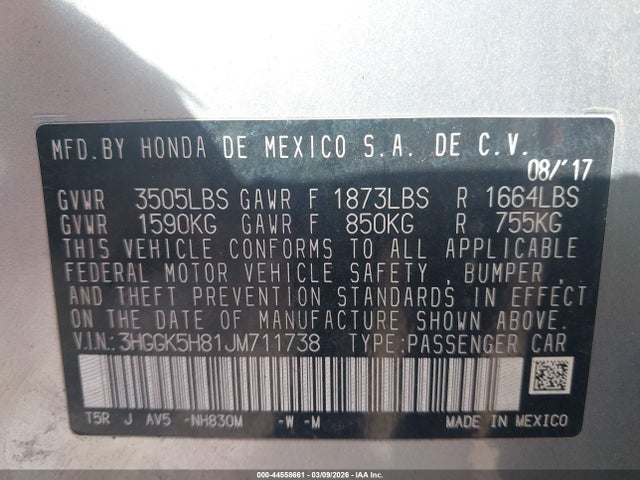 MFD. BY HONDA DE MEXICO S.A. DE C.V.
08/'17
GVWR 3505LBS GAWR F 1873LBS R 1664LBS
GVWR 1590KG GAWR F 850KG R 755KG
THIS VEHICLE CONFORMS TO ALL APPLICABLE
FEDERAL MOTOR VEHICLE SAFETY , BUMPER ,
AND THEFT PREVENTION STANDARDS IN EFFECT
ON THE DATE OF MANUFACTURE SHOWN ABOVE.
V.I.N.: 3HGGK5H81JM711738 TYPE: PASSENGER CAR
T5R J AV5 -NH830M -W -M MADE IN MEXICO
000-44558661 - 03/09/2026 - IAA Inc.